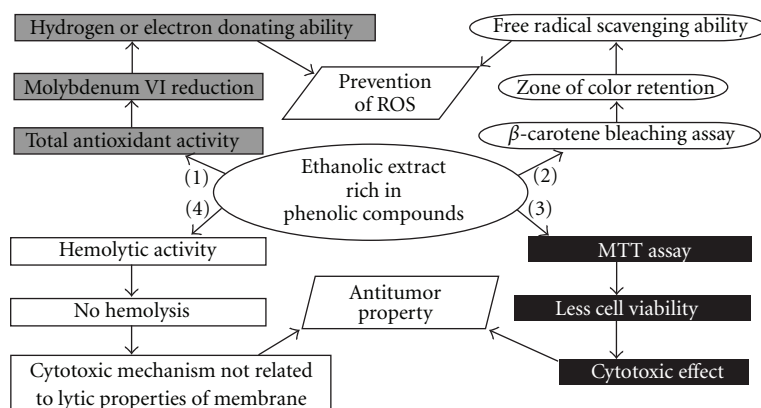 Hydrogen or electron donating ability
Free radical scavenging ability
Molybdenum VI reduction
Prevention
of ROS
Zone of color retention
Total antioxidant activity
β-carotene bleaching assay
(1)
Ethanolic extract
rich in
phenolic compounds
(2)
(4)
(3)
Hemolytic activity
MTT assay
No hemolysis
Antitumor
property
Less cell viability
Cytotoxic mechanism not related
to lytic properties of membrane
Cytotoxic effect